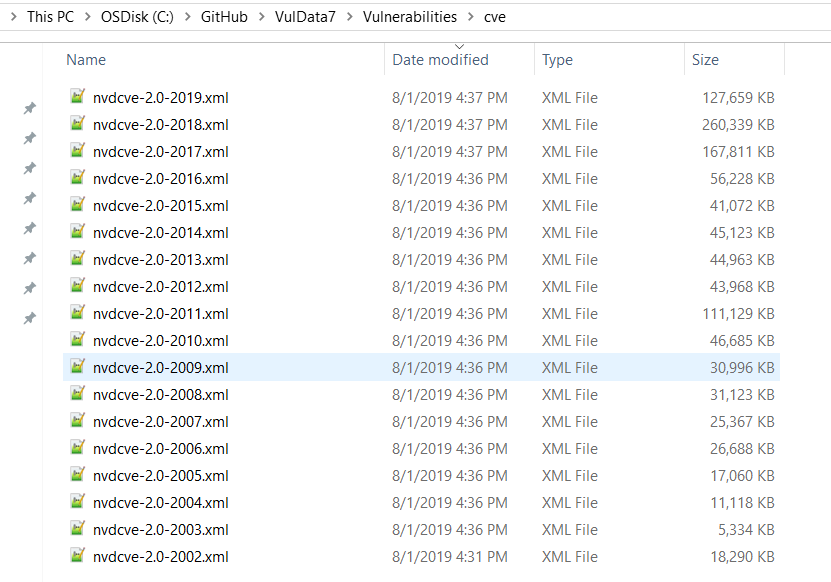 This PC > OSDisk (C:) > GitHub > VulData7 > Vulnerabilities > cve
Name Date modified Type Size
nvdcve-2.0-2019.xml 8/1/2019 4:37 PM XML File 127,659 KB
nvdcve-2.0-2018.xml 8/1/2019 4:37 PM XML File 260,339 KB
nvdcve-2.0-2017.xml 8/1/2019 4:37 PM XML File 167,811 KB
nvdcve-2.0-2016.xml 8/1/2019 4:36 PM XML File 56,228 KB
nvdcve-2.0-2015.xml 8/1/2019 4:36 PM XML File 41,072 KB
nvdcve-2.0-2014.xml 8/1/2019 4:36 PM XML File 45,123 KB
nvdcve-2.0-2013.xml 8/1/2019 4:36 PM XML File 44,963 KB
nvdcve-2.0-2012.xml 8/1/2019 4:36 PM XML File 43,968 KB
nvdcve-2.0-2011.xml 8/1/2019 4:36 PM XML File 111,129 KB
nvdcve-2.0-2010.xml 8/1/2019 4:36 PM XML File 46,685 KB
nvdcve-2.0-2009.xml 8/1/2019 4:36 PM XML File 30,996 KB
nvdcve-2.0-2008.xml 8/1/2019 4:36 PM XML File 31,123 KB
nvdcve-2.0-2007.xml 8/1/2019 4:36 PM XML File 25,367 KB
nvdcve-2.0-2006.xml 8/1/2019 4:36 PM XML File 26,688 KB
nvdcve-2.0-2005.xml 8/1/2019 4:36 PM XML File 17,060 KB
nvdcve-2.0-2004.xml 8/1/2019 4:36 PM XML File 11,118 KB
nvdcve-2.0-2003.xml 8/1/2019 4:36 PM XML File 5,334 KB
nvdcve-2.0-2002.xml 8/1/2019 4:31 PM XML File 18,290 KB